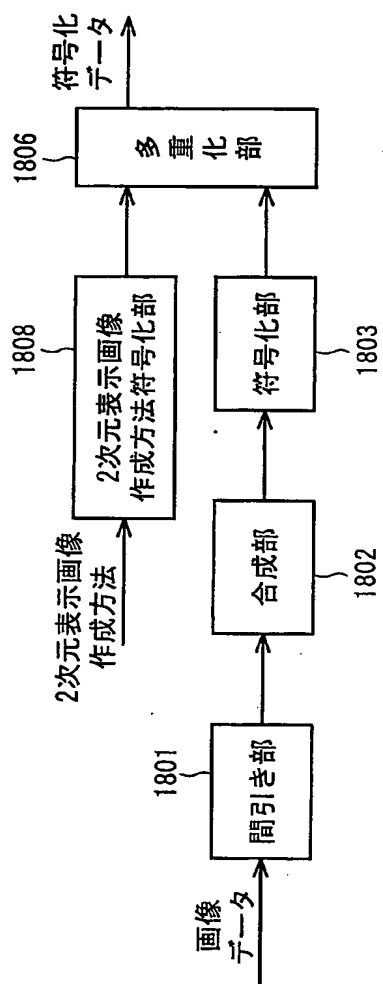 画像
データ
1801
間引き部
合成部
1802
符号部
1803
2次元表示画像
作成方法
1808
2次元表示画像
作成方法符号化部
1806
多重化部
符号化
データ